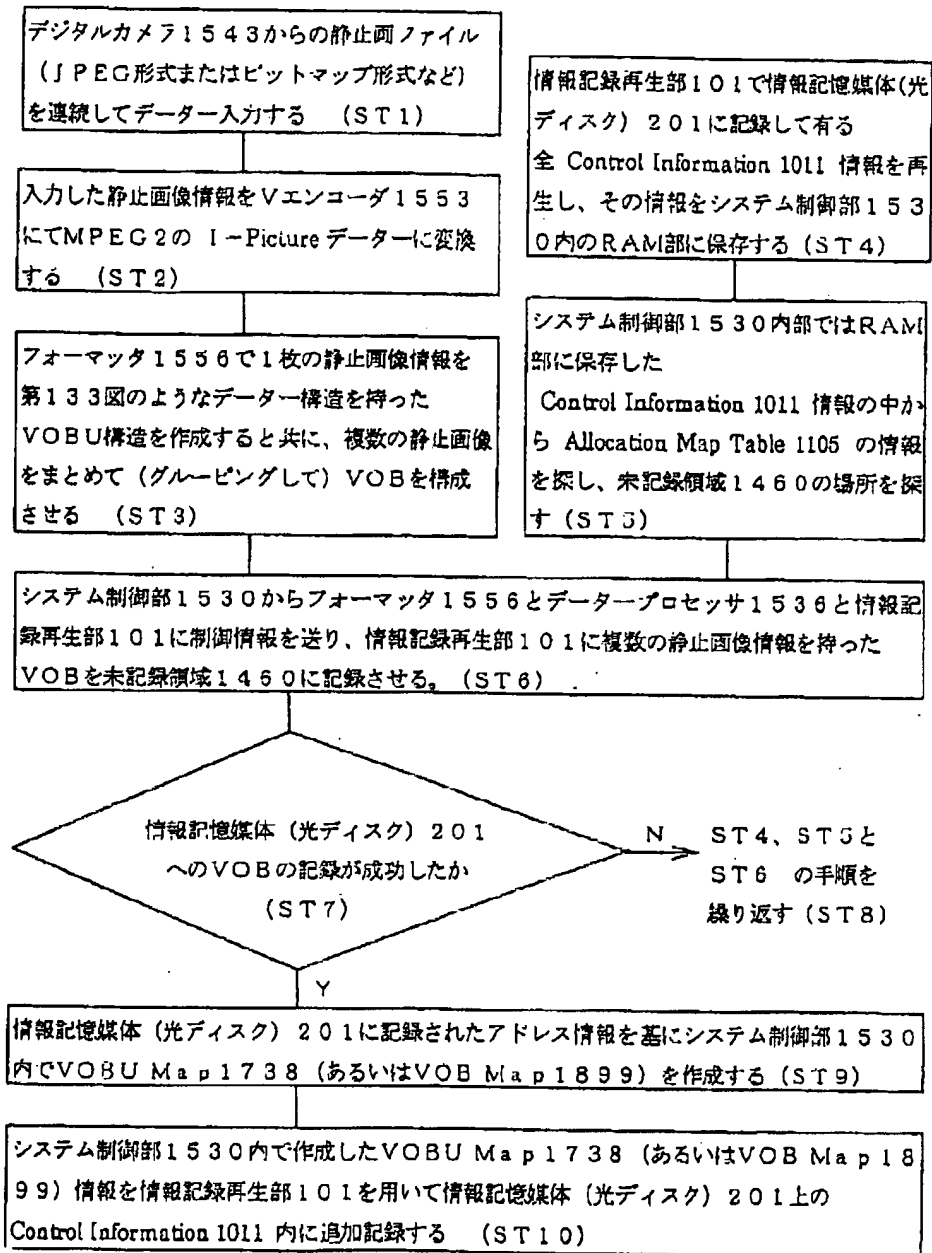 デジタルカメラ1543からの静止画ファイル
(JPEG形式またはビットマップ形式など)
を連続してデーター入力する (ST1)
入力した静止画像情報をVエンコーダ1553
にてMPEG2の I-Picture データーに変換
する (ST2)
フォーマッタ1556で1枚の静止画像情報を
第133図のようなデーター構造を持った
VOBU構造を作成すると共に、複数の静止画像
をまとめて(グルーピングして)VOBを構成
させる (ST3)
情報記録再生部101で情報記憶媒体(光
ディスク)201に記録して有る
全 Control Information 1011 情報を再
生し、その情報をシステム制御部153
0内のRAM部に保存する(ST4)
システム制御部1530内部ではRAM
部に保存した
Control Information 1011 情報の中か
ら Allocation Map Table 1105 の情報
を探し、未記録領域1460の場所を探
す(ST5)
システム制御部1530からフォーマッタ1556とデータープロセッサ1536と情報記
録再生部101に制御情報を送り、情報記録再生部101に複数の静止画像情報を持った
VOBを未記録領域1460に記録させる。(ST6)
情報記憶媒体(光ディスク)201
へのVOBの記録が成功したか
(ST7)
N
ST4、ST5と
ST6 の手順を
繰り返す(ST8)
Y
情報記憶媒体(光ディスク)201に記録されたアドレス情報を基にシステム制御部1530
内でVOBU Map1738(あるいはVOB Map1899)を作成する(ST9)
システム制御部1530内で作成したVOBU Map1738(あるいはVOB Map18
99)情報を情報記録再生部101を用いて情報記憶媒体(光ディスク)201上の
Control Information 1011 内に追加記録する (ST10)